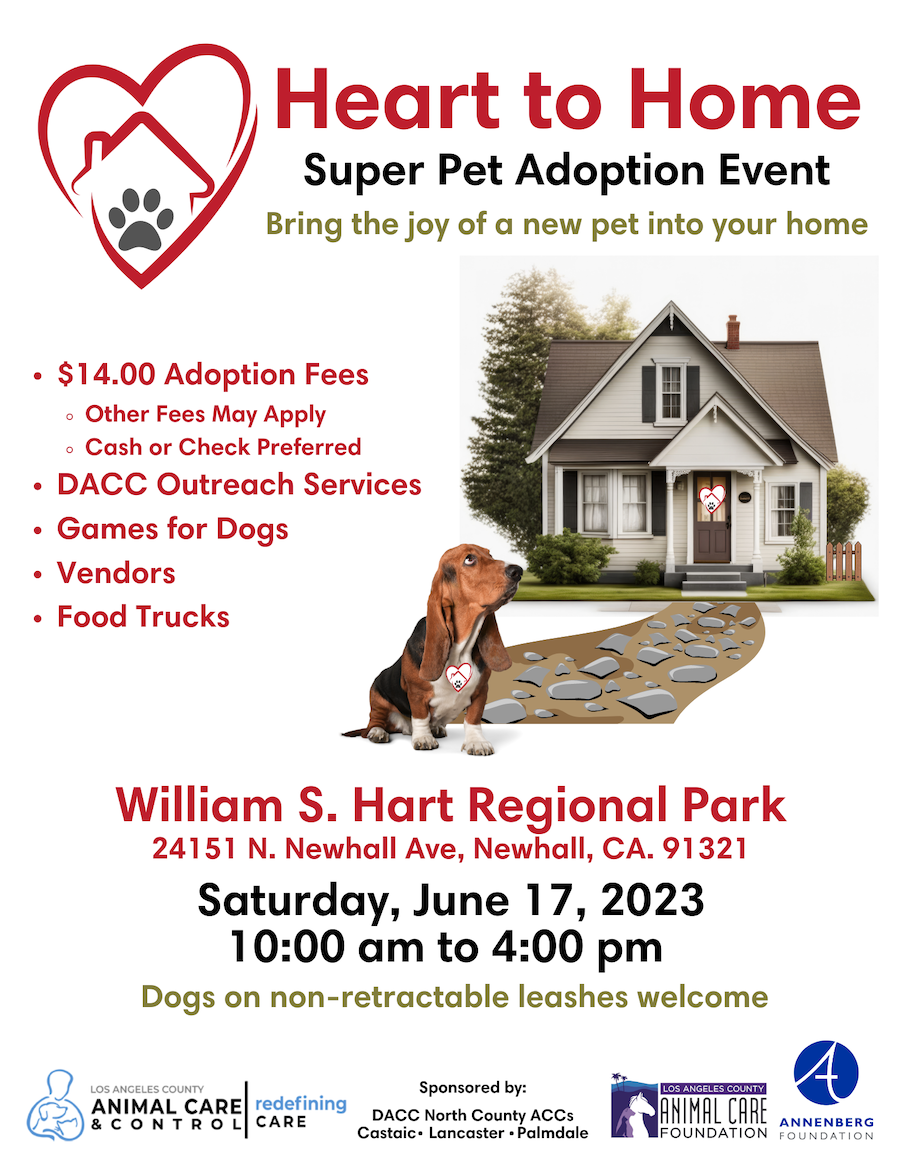 Heart to Home
Super Pet Adoption Event
Bring the joy of a new pet into your home
• $14.00 Adoption Fees
◦ Other Fees May Apply
◦ Cash or Check Preferred
• DACC Outreach Services
• Games for Dogs
• Vendors
• Food Trucks
William S. Hart Regional Park
24151 N. Newhall Ave, Newhall, CA. 91321
Saturday, June 17, 2023
10:00 am to 4:00 pm
Dogs on non-retractable leashes welcome
LOS ANGELES COUNTY
ANIMAL CARE
& CONTROL
redefining
CARE
Sponsored by:
DACC North County ACCs
Castaic • Lancaster • Palmdale
LOS ANGELES COUNTY
ANIMAL CARE
FOUNDATION
A
ANNENBERG
FOUNDATION